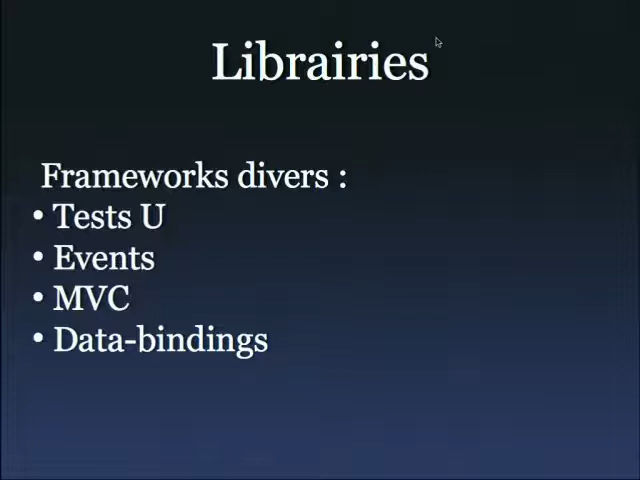 Librairies
Frameworks divers :
• Tests U
• Events
• MVC
• Data-bindings